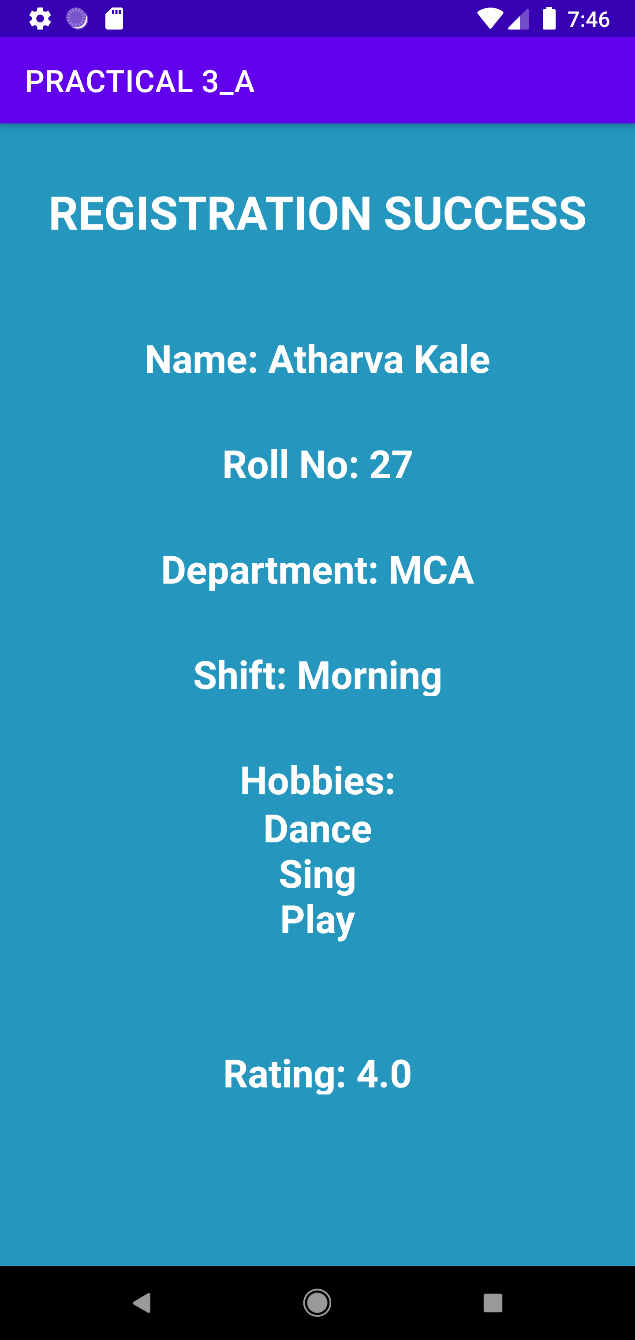 7:46
PRACTICAL 3_A
REGISTRATION SUCCESS
Name: Atharva Kale
Roll No: 27
Department: MCA
Shift: Morning
Hobbies:
Dance
Sing
Play
Rating: 4.0